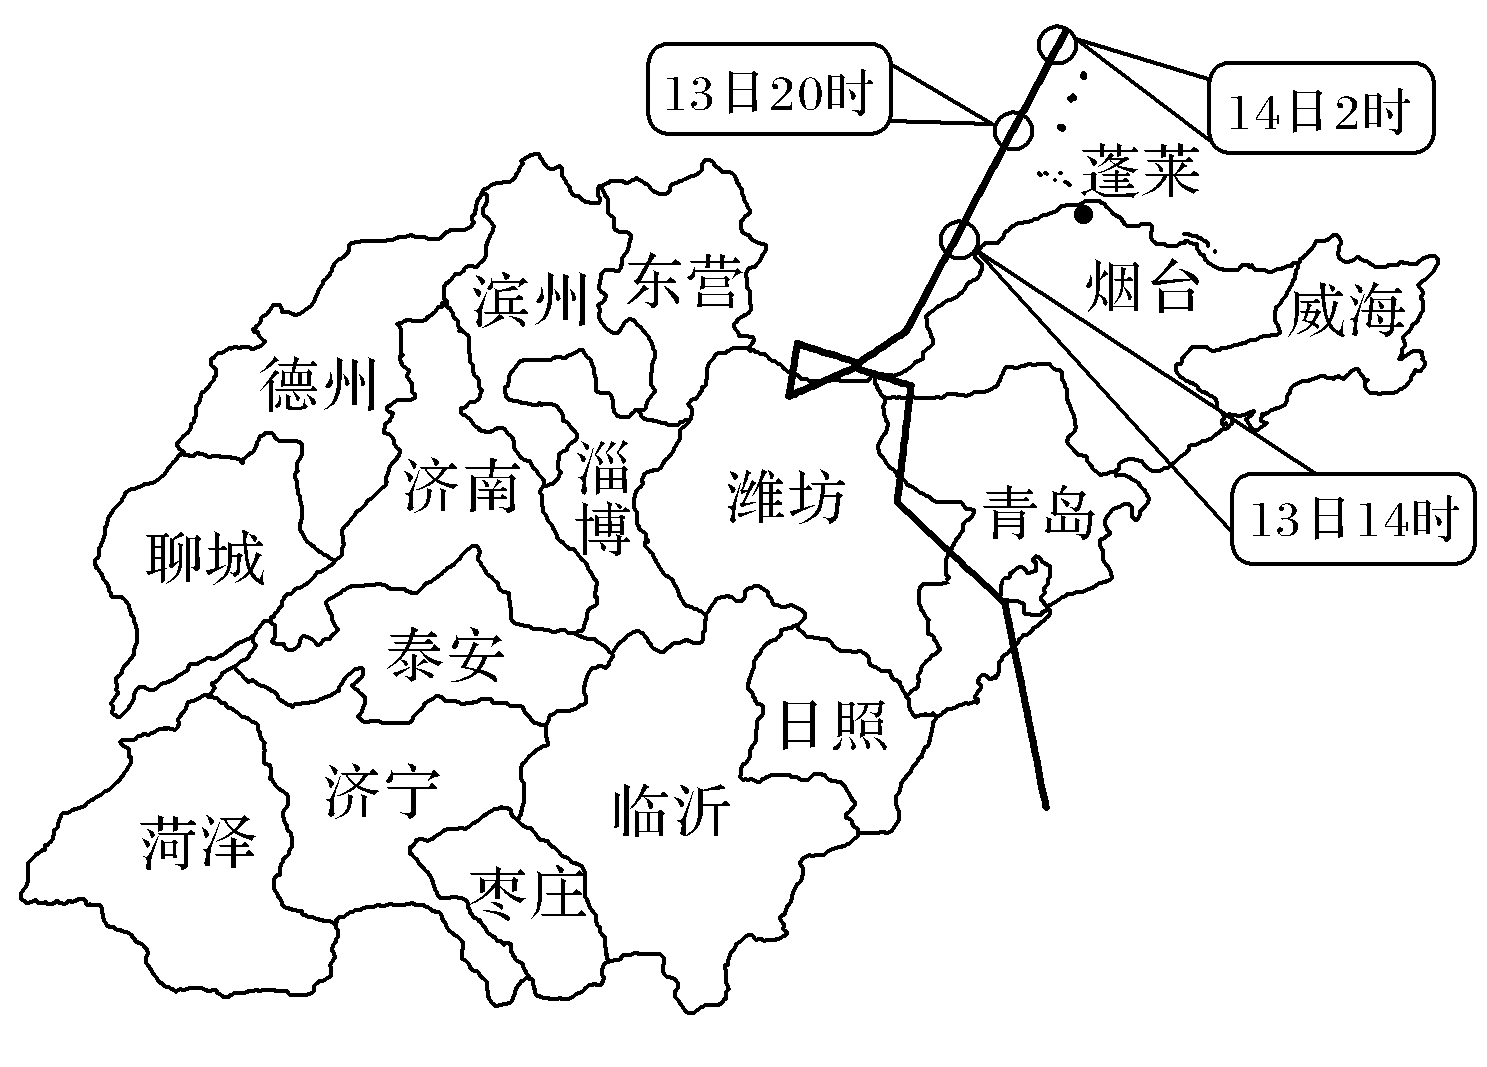 13日20时
14日2时
蓬莱
烟台
威海
东营
滨州
德州
淄博
济南
潍坊
青岛
13日14时
聊城
泰安
日照
济宁
临沂
菏泽
枣庄